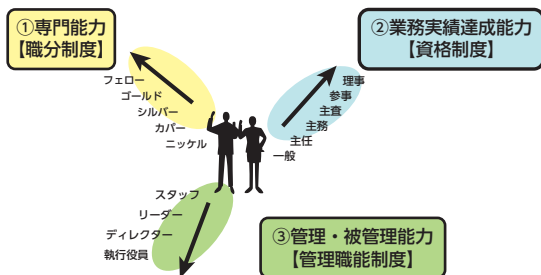 ①専門能力
【職分制度】
フェロー
ゴールド
シルバー
カパー
ニッケル
②業務実績達成能力
【資格制度】
理事
参事
主査
主務
主任
一般
スタッフ
リーダー
ディレクター
執行役員
③管理・被管理能力
【管理職能制度】